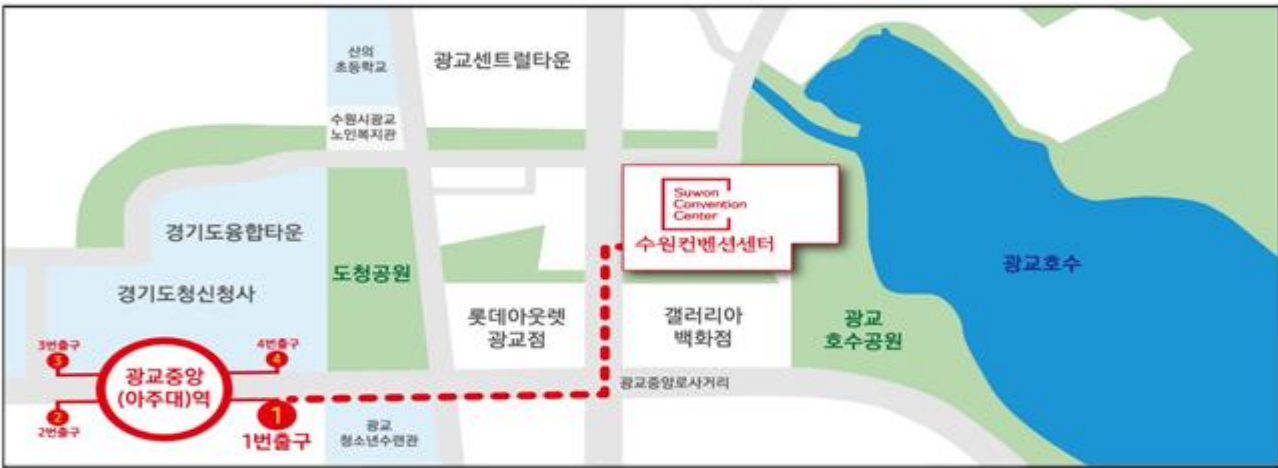 산의
초등학교
광교센트럴타운
수원시광교
노인복지관
Suwon
Convention
Center
수원컨벤션센터
경기도융합타운
경기도청신청사
도청공원
롯데아웃렛
광교점
갤러리아
백화점
광교
호수공원
광교호수
3번출구
3
4번출구
4
광교중앙
(아주대)역
2
2번출구
1
1번출구
광교중앙로사거리
광교
청소년수련관